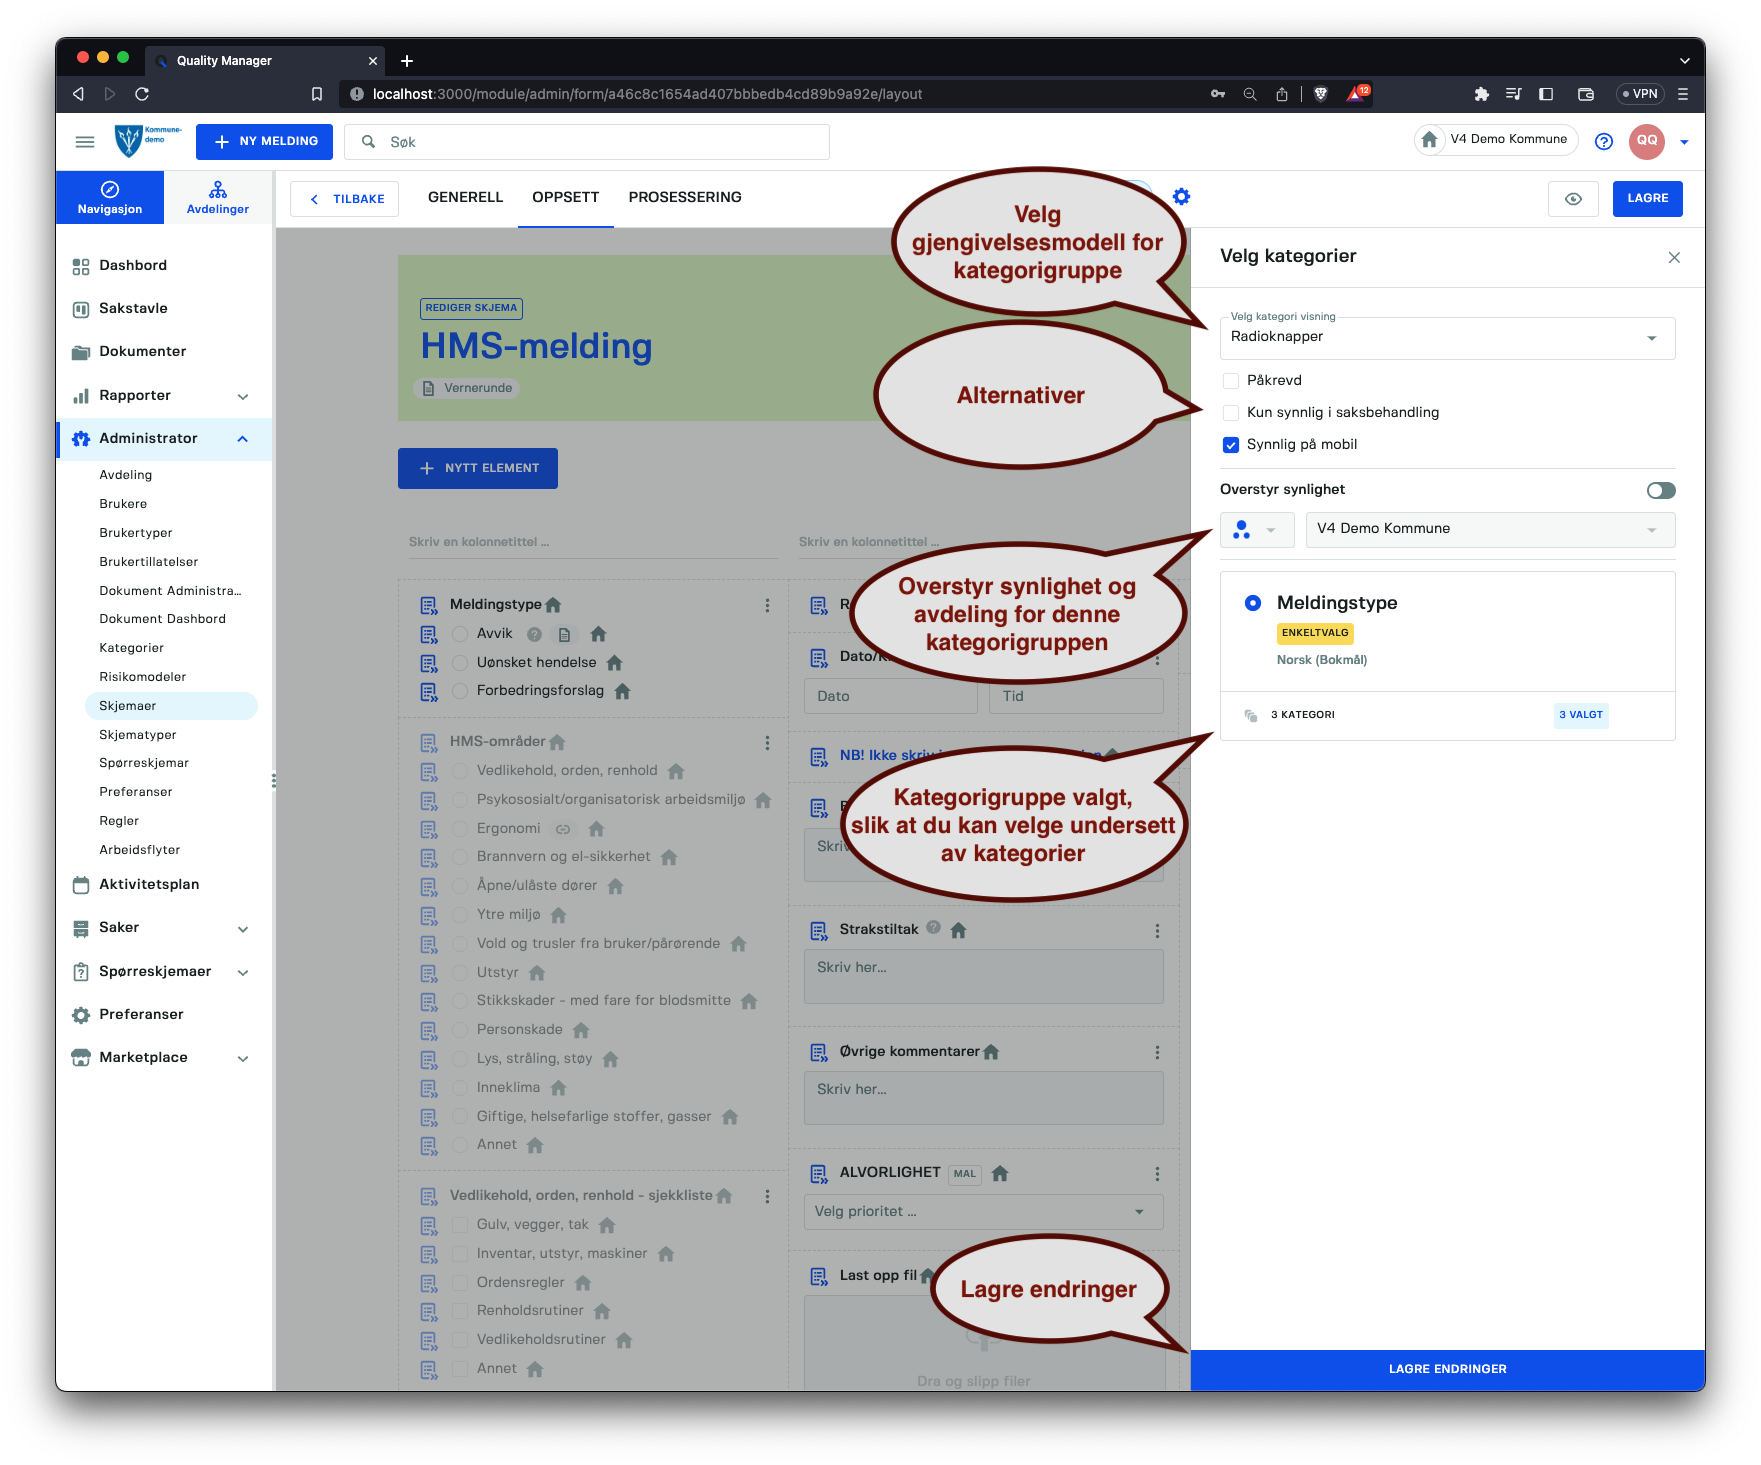 Quality Manager
localhost:3000/module/admin/form/a46c8c1654ad407bbbedb4cd89b9a92e/layout
12
VPN
Kommune-
demo
NY MELDING
Søk
V4 Demo Kommune
QQ
Navigasjon
Avdelinger
TILBAKE
GENERELL
OPPSETT
PROSESSERING
LAGRE
Dashbord
Sakstavle
Dokumenter
Rapporter
Administrator
Avdeling
Brukere
Brukertyper
Brukertillatelser
Dokument Administra...
Dokument Dashbord
Kategorier
Risikomodeler
Skjemaer
Skjematyper
Spørreskjemar
Preferanser
Regler
Arbeidsflyter
Aktivitetsplan
Saker
Spørreskjemaer
Preferanser
Marketplace
REDIGER SKJEMA
HMS-melding
Vernerunde
NYTT ELEMENT
Skriv en kolonnetittel ...
Meldingstype
Avvik
Uønsket hendelse
Forbedringsforslag
HMS-områder
Vedlikehold, orden, renhold
Psykososialt/organisatorisk arbeidsmiljø
Ergonomi
Brannvern og el-sikkerhet
Åpne/ulåste dører
Ytre miljø
Vold og trusler fra bruker/pårørende
Utstyr
Stikkskader - med fare for blodsmitte
Personskade
Lys, stråling, støy
Inneklima
Giftige, helsefarlige stoffer, gasser
Annet
Vedlikehold, orden, renhold - sjekkliste
Gulv, vegger, tak
Inventar, utstyr, maskiner
Ordensregler
Renholdsrutiner
Vedlikeholdsrutiner
Annet
Skriv en kolonnetittel ...
Dato
Tid
NB! Ikke skriv
Strakstiltak
Skriv her...
Øvrige kommentarer
Skriv her...
ALVORLIGHET
MAL
Velg prioritet ...
Last opp fil
Dra og slipp filer
Velg
gjengivelsesmodell for
kategorigruppe
Alternativer
Overstyr synlighet og
avdeling for denne
kategorigruppen
Kategorigruppe valgt,
slik at du kan velge undersett
av kategorier
Lagre endringer
Velg kategorier
Velg kategori visning
Radioknapper
Påkrevd
Kun synnlig i saksbehandling
Synnlig på mobil
Overstyr synlighet
V4 Demo Kommune
Meldingstype
ENKELTVALG
Norsk (Bokmål)
3 KATEGORI
3 VALGT
LAGRE ENDRINGER